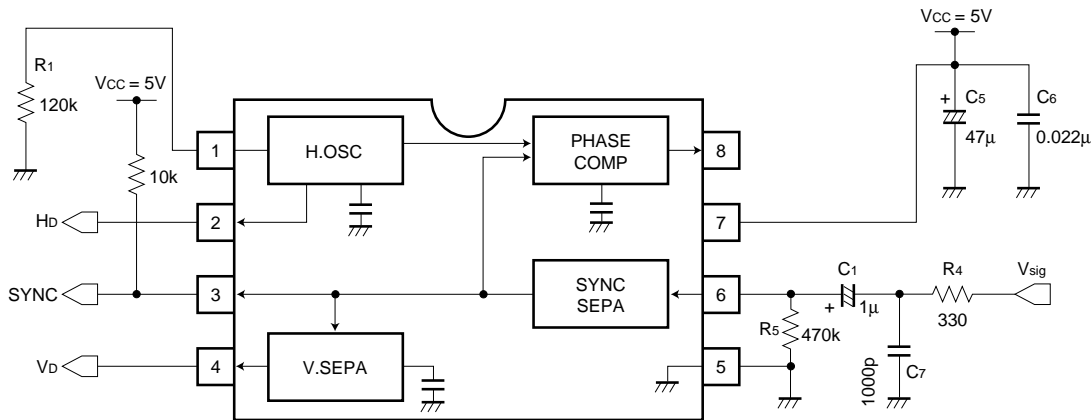 VCC = 5V
R1
120k
VCC = 5V
10k
C5
47μ
C6
0.022μ
1
H.OSC
PHASE
COMP
8
HD
2
7
SYNC
3
SYNC
SEPA
6
C1
1μ
R4
330
Vsig
R5
470k
VD
4
V.SEPA
5
1000p
C7
+
+